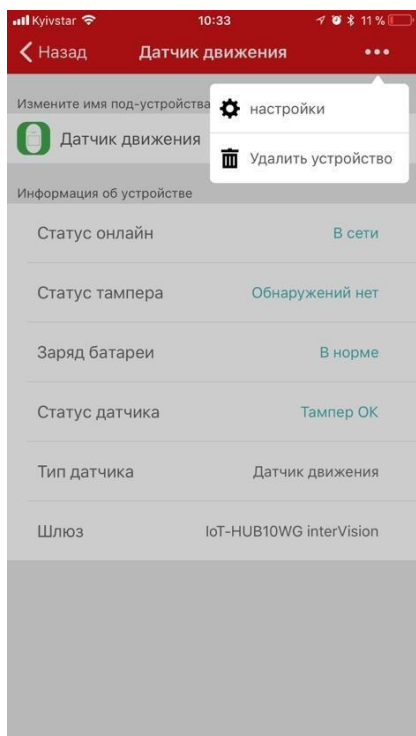 Kyivstar 10:33 11 %
Назад Датчик движения
Измените имя под-устройства
настройки
Датчик движения
Удалить устройство
Информация об устройстве
Статус онлайн В сети
Статус тампера Обнаружений нет
Заряд батареи В норме
Статус датчика Тампер OK
Тип датчика Датчик движения
Шлюз IoT-HUB10WG interVision